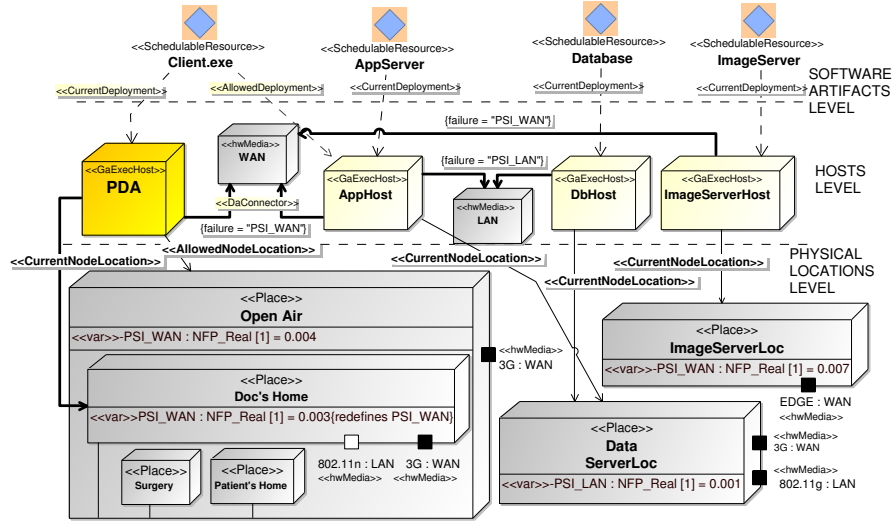 <<SchedulableResource>>
Client.exe
<<SchedulableResource>>
AppServer
<<SchedulableResource>>
Database
<<SchedulableResource>>
ImageServer
<<CurrentDeployment>>
<<AllowedDeployment>>
<<CurrentDeployment>>
<<CurrentDeployment>>
<<CurrentDeployment>>
SOFTWARE
ARTIFACTS
LEVEL
{failure = "PSI_WAN"}
<<hwMedia>>
WAN
{failure = "PSI_LAN"}
<<GaExecHost>>
PDA
<<GaExecHost>>
AppHost
<<GaExecHost>>
DbHost
<<GaExecHost>>
ImageServerHost
HOSTS
LEVEL
<<DaConnector>>
<<hwMedia>>
LAN
{failure = "PSI_WAN"}
<<AllowedNodeLocation>>
<<CurrentNodeLocation>>
<<CurrentNodeLocation>>
<<CurrentNodeLocation>>
<<CurrentNodeLocation>>
PHYSICAL
LOCATIONS
LEVEL
<<Place>>
Open Air
<<var>>-PSI_WAN : NFP_Real [1] = 0.004
<<hwMedia>>
3G : WAN
<<Place>>
ImageServerLoc
<<var>>-PSI_WAN : NFP_Real [1] = 0.007
EDGE : WAN
<<hwMedia>>
<<Place>>
Doc's Home
<<var>>PSI_WAN : NFP_Real [1] = 0.003{redefines PSI_WAN}
802.11n : LAN
<<hwMedia>>
3G : WAN
<<hwMedia>>
<<Place>>
Surgery
<<Place>>
Patient's Home
<<Place>>
Data
ServerLoc
<<var>>-PSI_LAN : NFP_Real [1] = 0.001
<<hwMedia>>
3G : WAN
<<hwMedia>>
802.11g : LAN